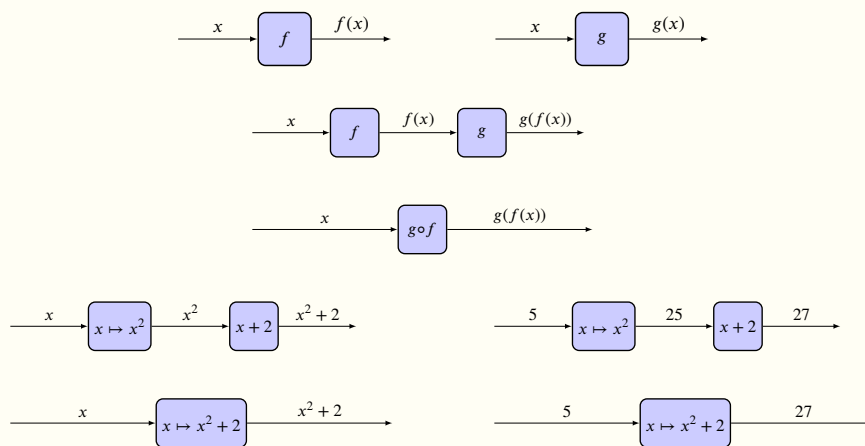 x f f(x) x g g(x)
x f f(x) g g(f(x))
x g∘f g(f(x))
x x ↦ x² x² x + 2 x² + 2 5 x ↦ x² 25 x + 2 27
x x ↦ x² + 2 x² + 2 5 x ↦ x² + 2 27